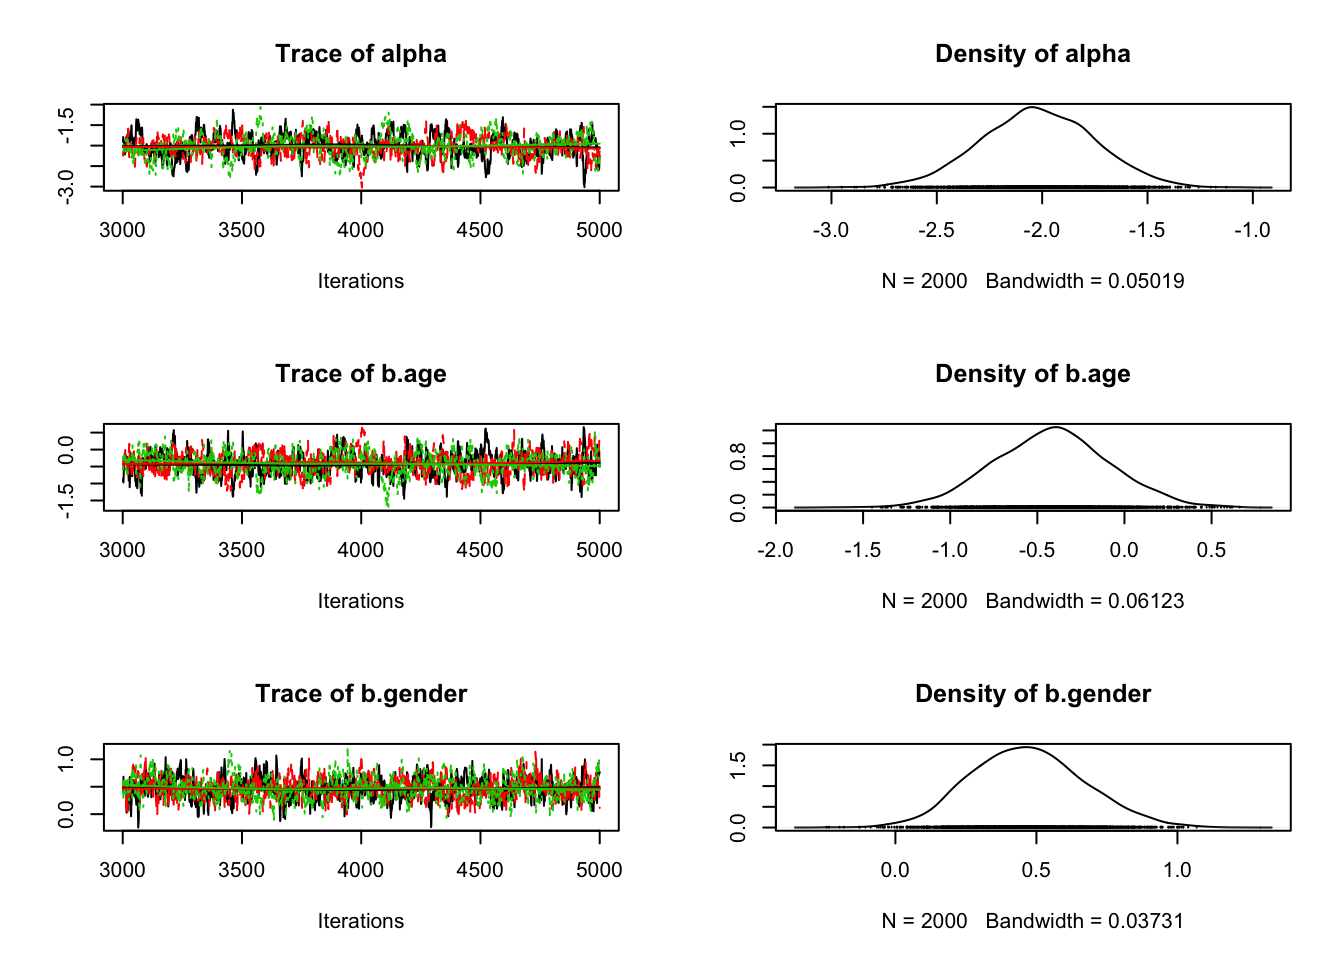 Trace of alpha
-1.5
-3.0
3000 3500 4000 4500 5000
Iterations
Density of alpha
1.0
0.0
-3.0 -2.5 -2.0 -1.5 -1.0
N = 2000 Bandwidth = 0.05019
Trace of b.age
0.0
-1.5
3000 3500 4000 4500 5000
Iterations
Density of b.age
0.8
0.0
-2.0 -1.5 -1.0 -0.5 0.0 0.5
N = 2000 Bandwidth = 0.06123
Trace of b.gender
1.0
0.0
3000 3500 4000 4500 5000
Iterations
Density of b.gender
1.5
0.0
0.0 0.5 1.0
N = 2000 Bandwidth = 0.03731